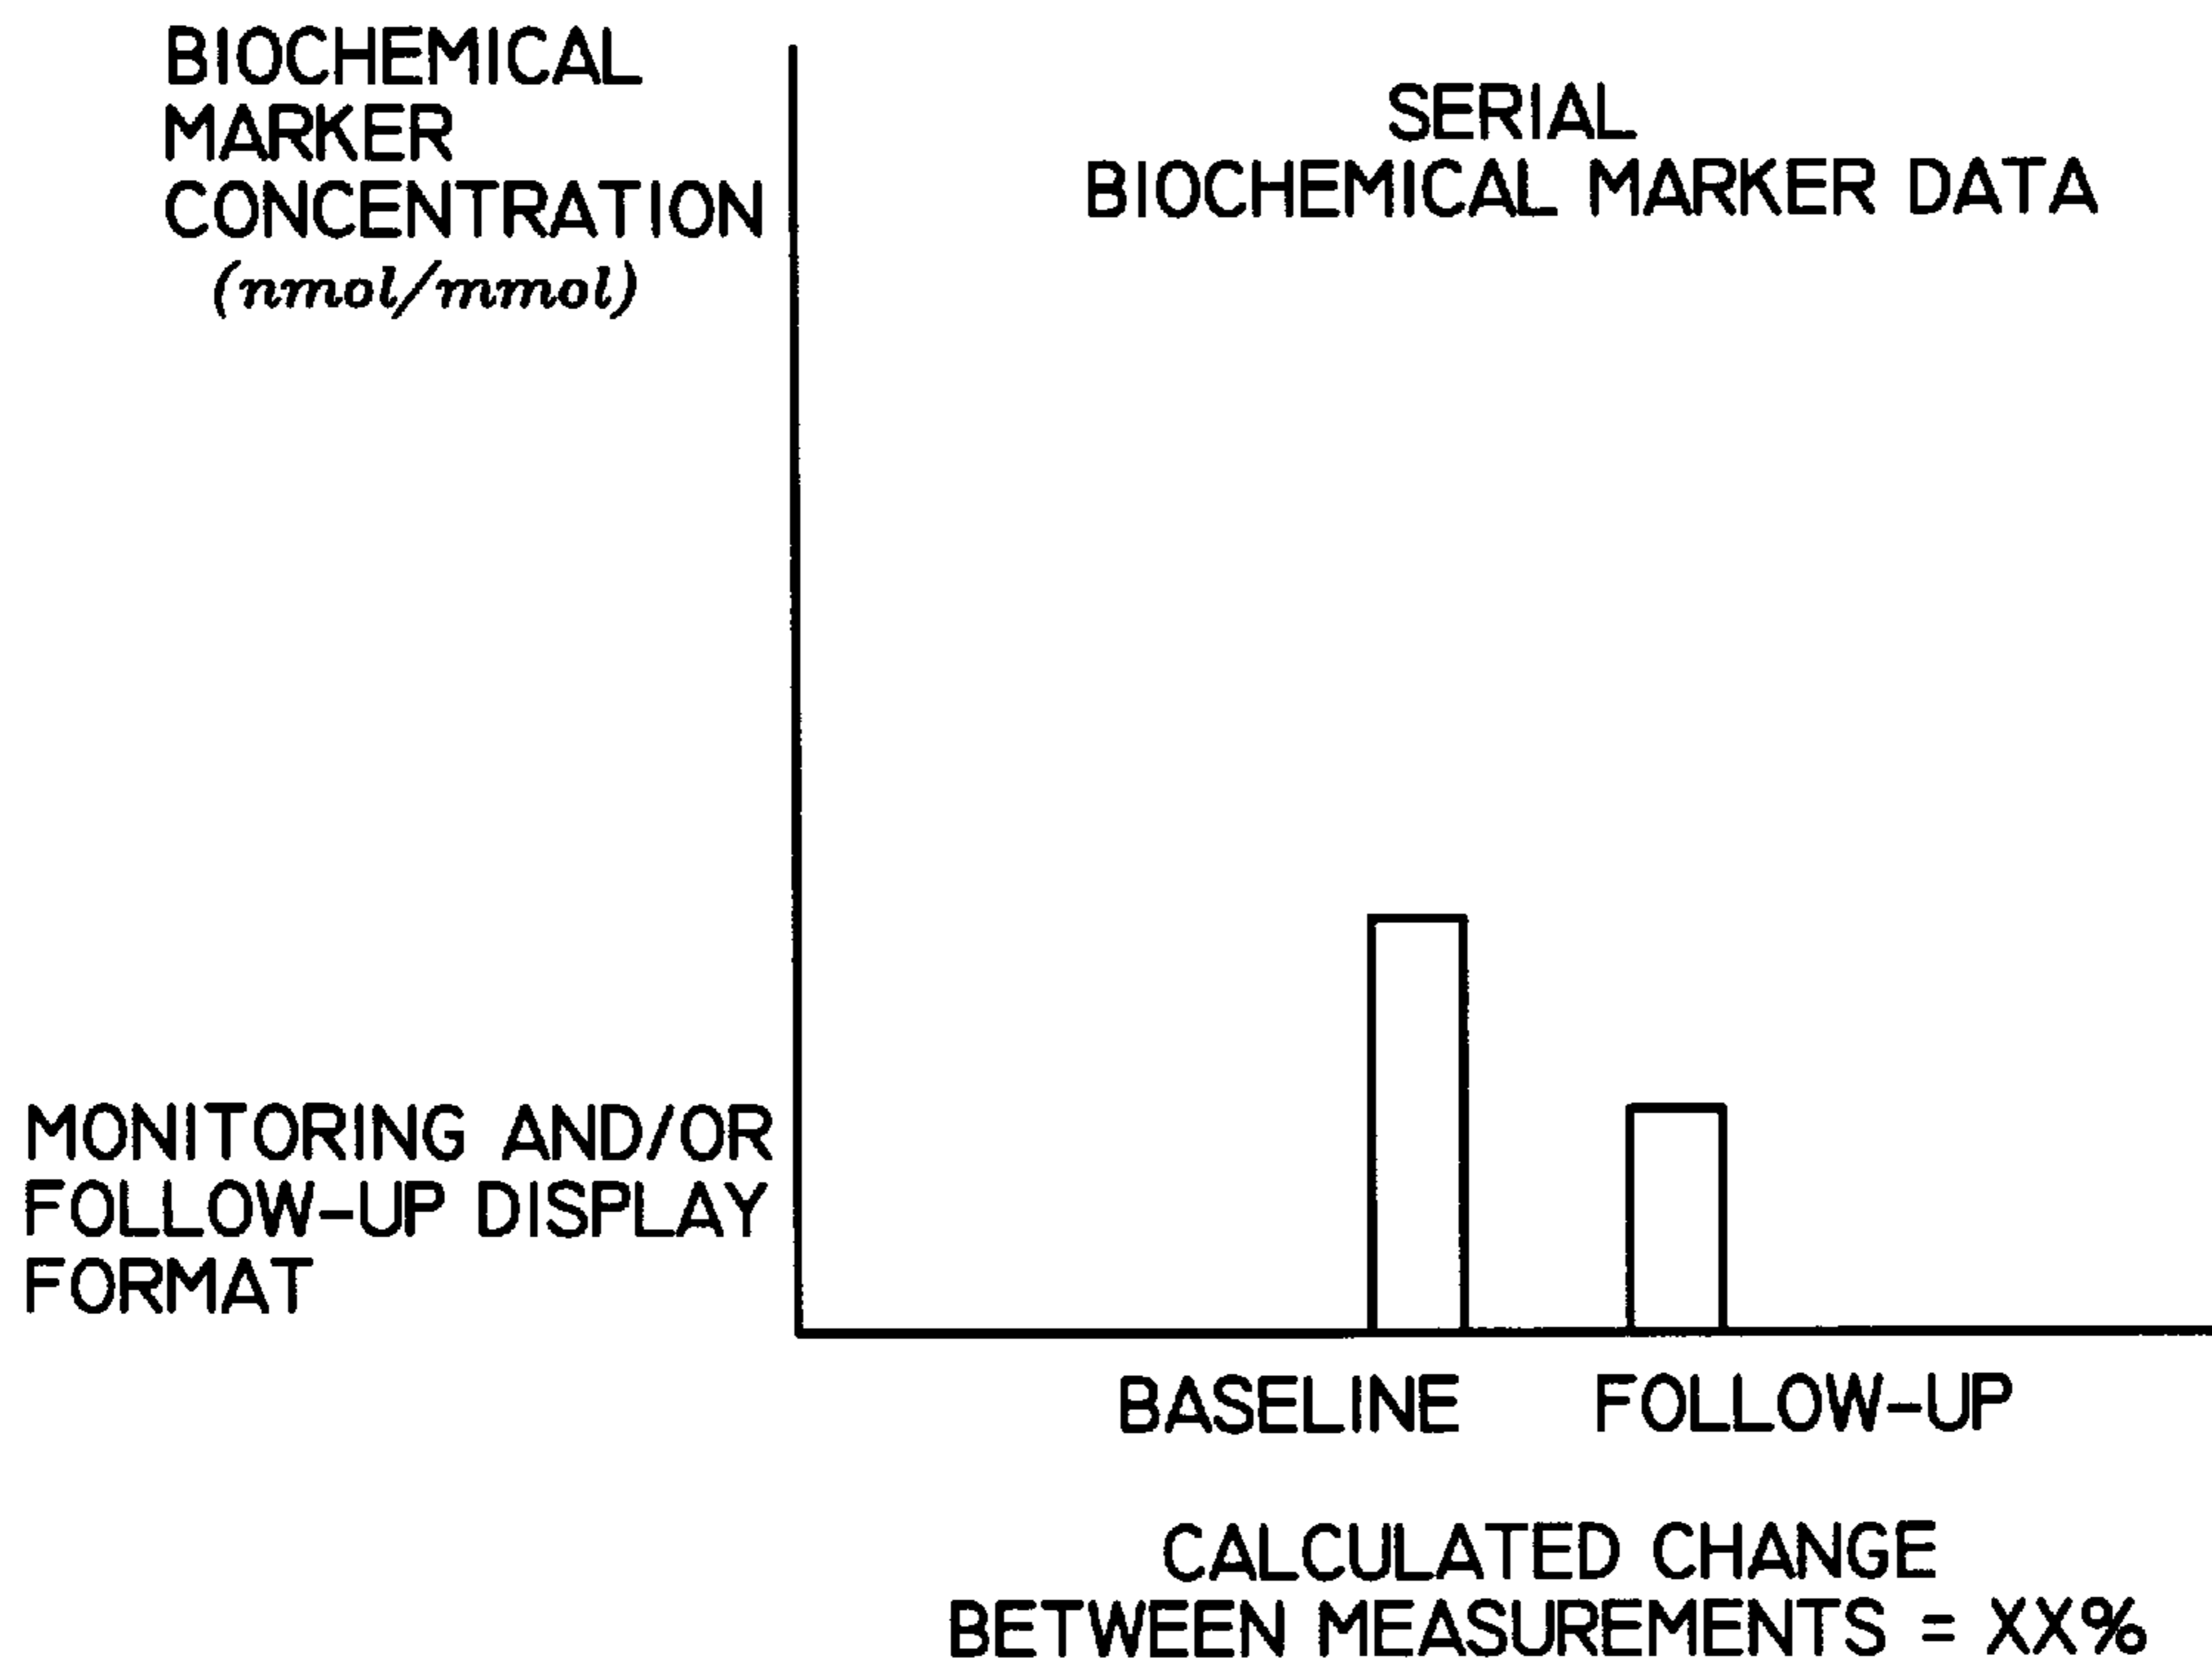 BIOCHEMICAL
MARKER
CONCENTRATION
(nmol/mmol)
SERIAL
BIOCHEMICAL MARKER DATA
MONITORING AND/OR
FOLLOW-UP DISPLAY
FORMAT
BASELINE
FOLLOW-UP
CALCULATED CHANGE
BETWEEN MEASUREMENTS = XX%